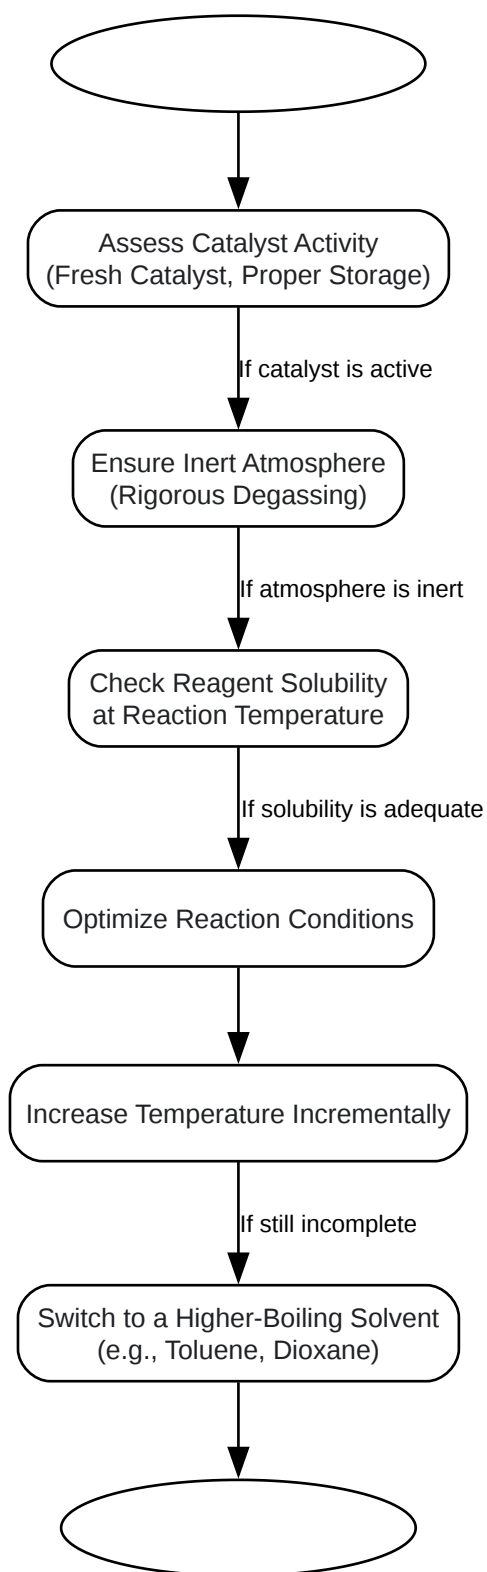 Assess Catalyst Activity
(Fresh Catalyst, Proper Storage)
If catalyst is active
Ensure Inert Atmosphere
(Rigorous Degassing)
If atmosphere is inert
Check Reagent Solubility
at Reaction Temperature
If solubility is adequate
Optimize Reaction Conditions
Increase Temperature Incrementally
If still incomplete
Switch to a Higher-Boiling Solvent
(e.g., Toluene, Dioxane)